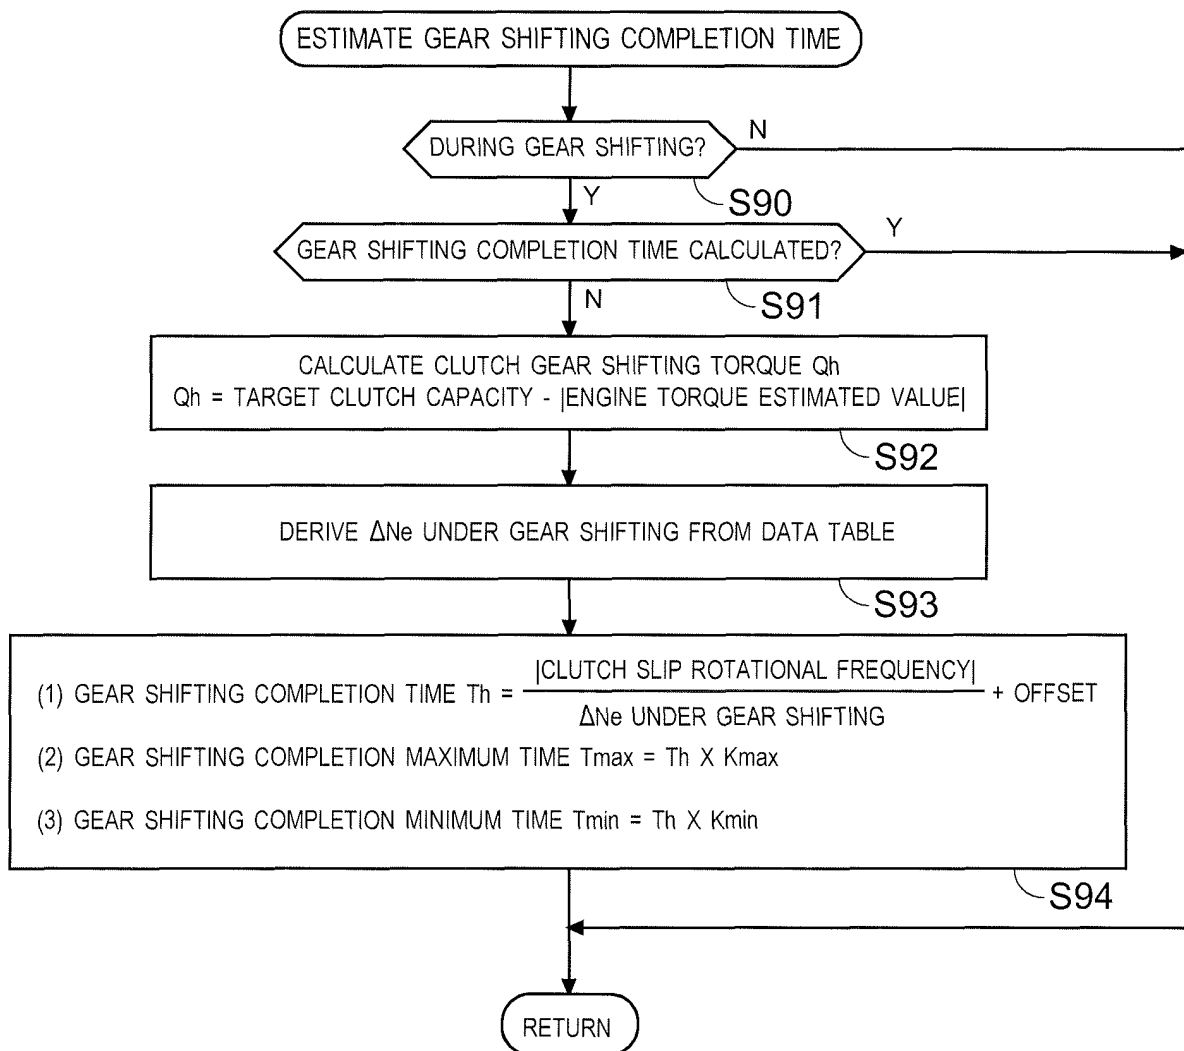 ESTIMATE GEAR SHIFTING COMPLETION TIME
DURING GEAR SHIFTING?
N
S90
Y
GEAR SHIFTING COMPLETION TIME CALCULATED?
Y
S91
N
CALCULATE CLUTCH GEAR SHIFTING TORQUE Qh
Qh = TARGET CLUTCH CAPACITY - |ENGINE TORQUE ESTIMATED VALUE|
S92
DERIVE ΔNe UNDER GEAR SHIFTING FROM DATA TABLE
S93
(1) GEAR SHIFTING COMPLETION TIME Th = |CLUTCH SLIP ROTATIONAL FREQUENCY| / ΔNe UNDER GEAR SHIFTING + OFFSET
(2) GEAR SHIFTING COMPLETION MAXIMUM TIME Tmax = Th X Kmax
(3) GEAR SHIFTING COMPLETION MINIMUM TIME Tmin = Th X Kmin
S94
RETURN